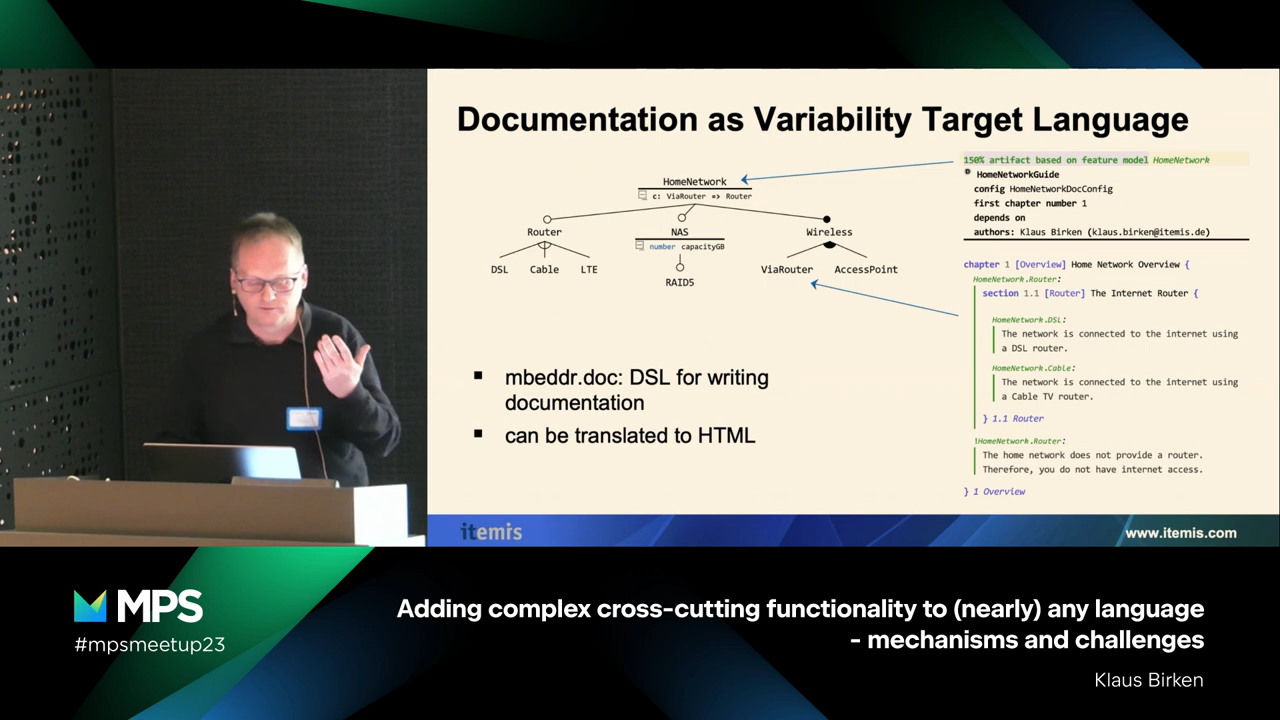 Documentation as Variability Target Language
HomeNetwork
c: ViaRouter => Router
Router
NAS
Wireless
number capacityGB
DSL
Cable
LTE
RAID5
ViaRouter
AccessPoint
mbeddr.doc: DSL for writing
documentation
can be translated to HTML
150% artifact based on feature model HomeNetwork
HomeNetworkGuide
config HomeNetworkDocConfig
first chapter number 1
depends on
authors: Klaus Birken (klaus.birken@itemis.de)
chapter 1 [Overview] Home Network Overview {
HomeNetwork.Router:
section 1.1 [Router] The Internet Router {
HomeNetwork.DSL:
The network is connected to the internet using
a DSL router.
HomeNetwork.Cable:
The network is connected to the internet using
a Cable TV router.
} 1.1 Router
!HomeNetwork.Router:
The home network does not provide a router.
Therefore, you do not have internet access.
} 1 Overview
itemis
www.itemis.com
MPS
#mpsmeetup23
Adding complex cross-cutting functionality to (nearly) any language
- mechanisms and challenges
Klaus Birken